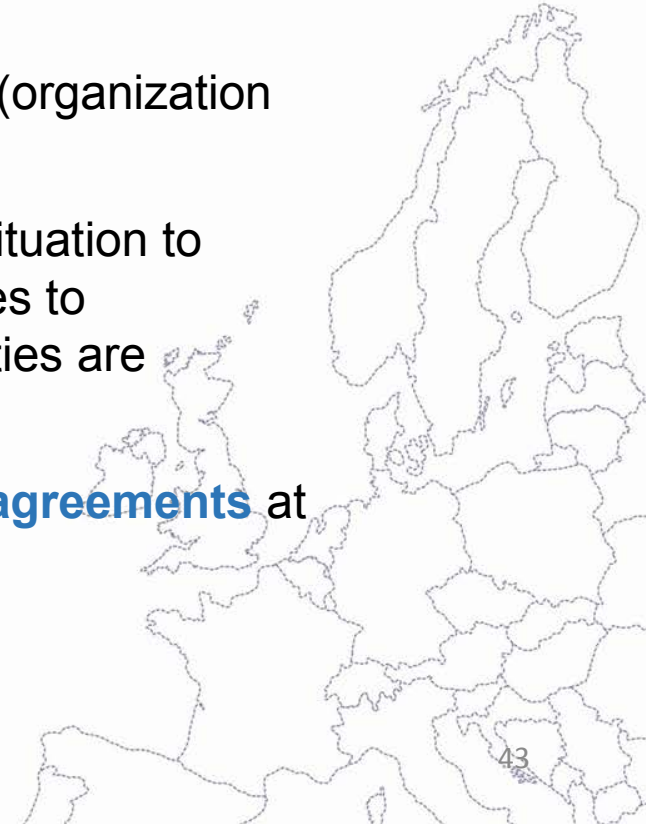 (organization
ituation to
es to
ties are
agreements at
43